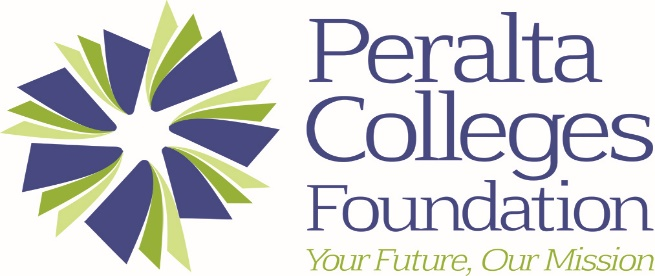 Peralta
Colleges
Foundation
Your Future, Our Mission